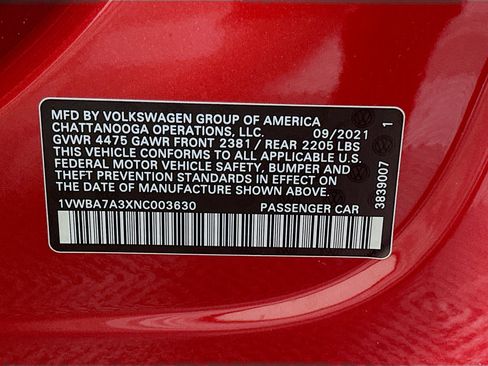 MFD BY VOLKSWAGEN GROUP OF AMERICA
CHATTANOOGA OPERATIONS, LLC. 09/2021
GVWR 4475 GAWR FRONT 2381 / REAR 2205 LBS
THIS VEHICLE CONFORMS TO ALL APPLICABLE
FEDERAL MOTOR VEHICLE SAFETY, BUMPER AND
THEFT PREVENTION STANDARDS IN EFFECT ON THE
DATE OF MANUFACTURE SHOWN ABOVE.
1VWBA7A3XNC003630 PASSENGER CAR
3839007 1